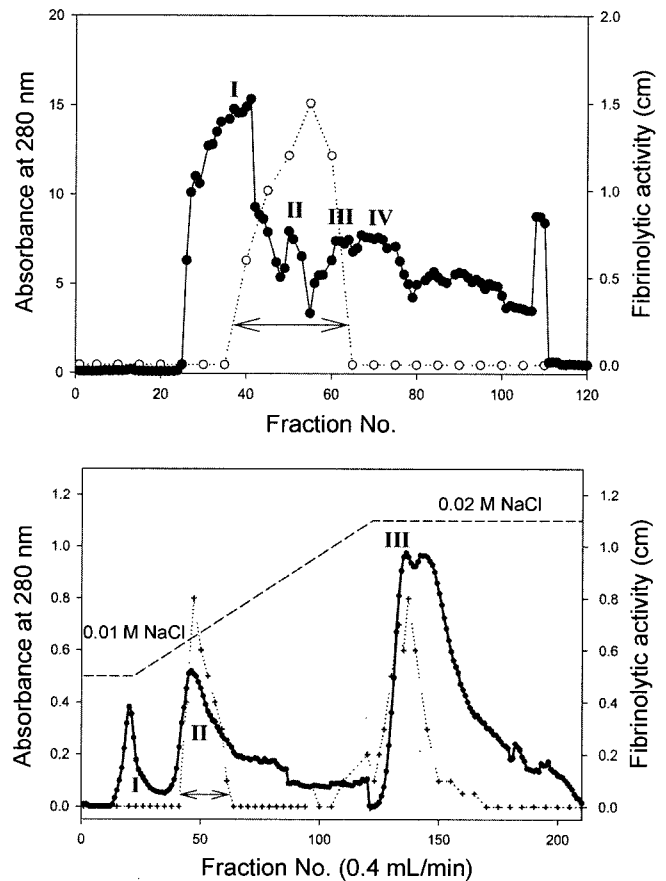 20
15
10
5
0
2.0
1.5
1.0
0.5
0.0
Absorbance at 280 nm
Fibrinolytic activity (cm)
I
II
III
IV
0 20 40 60 80 100 120
Fraction No.
1.2
1.0
0.8
0.6
0.4
0.2
0.0
1.2
1.0
0.8
0.6
0.4
0.2
0.0
Absorbance at 280 nm
Fibrinolytic activity (cm)
0.02 M NaCl
0.01 M NaCl
III
II
I
0 50 100 150 200
Fraction No. (0.4 mL/min)